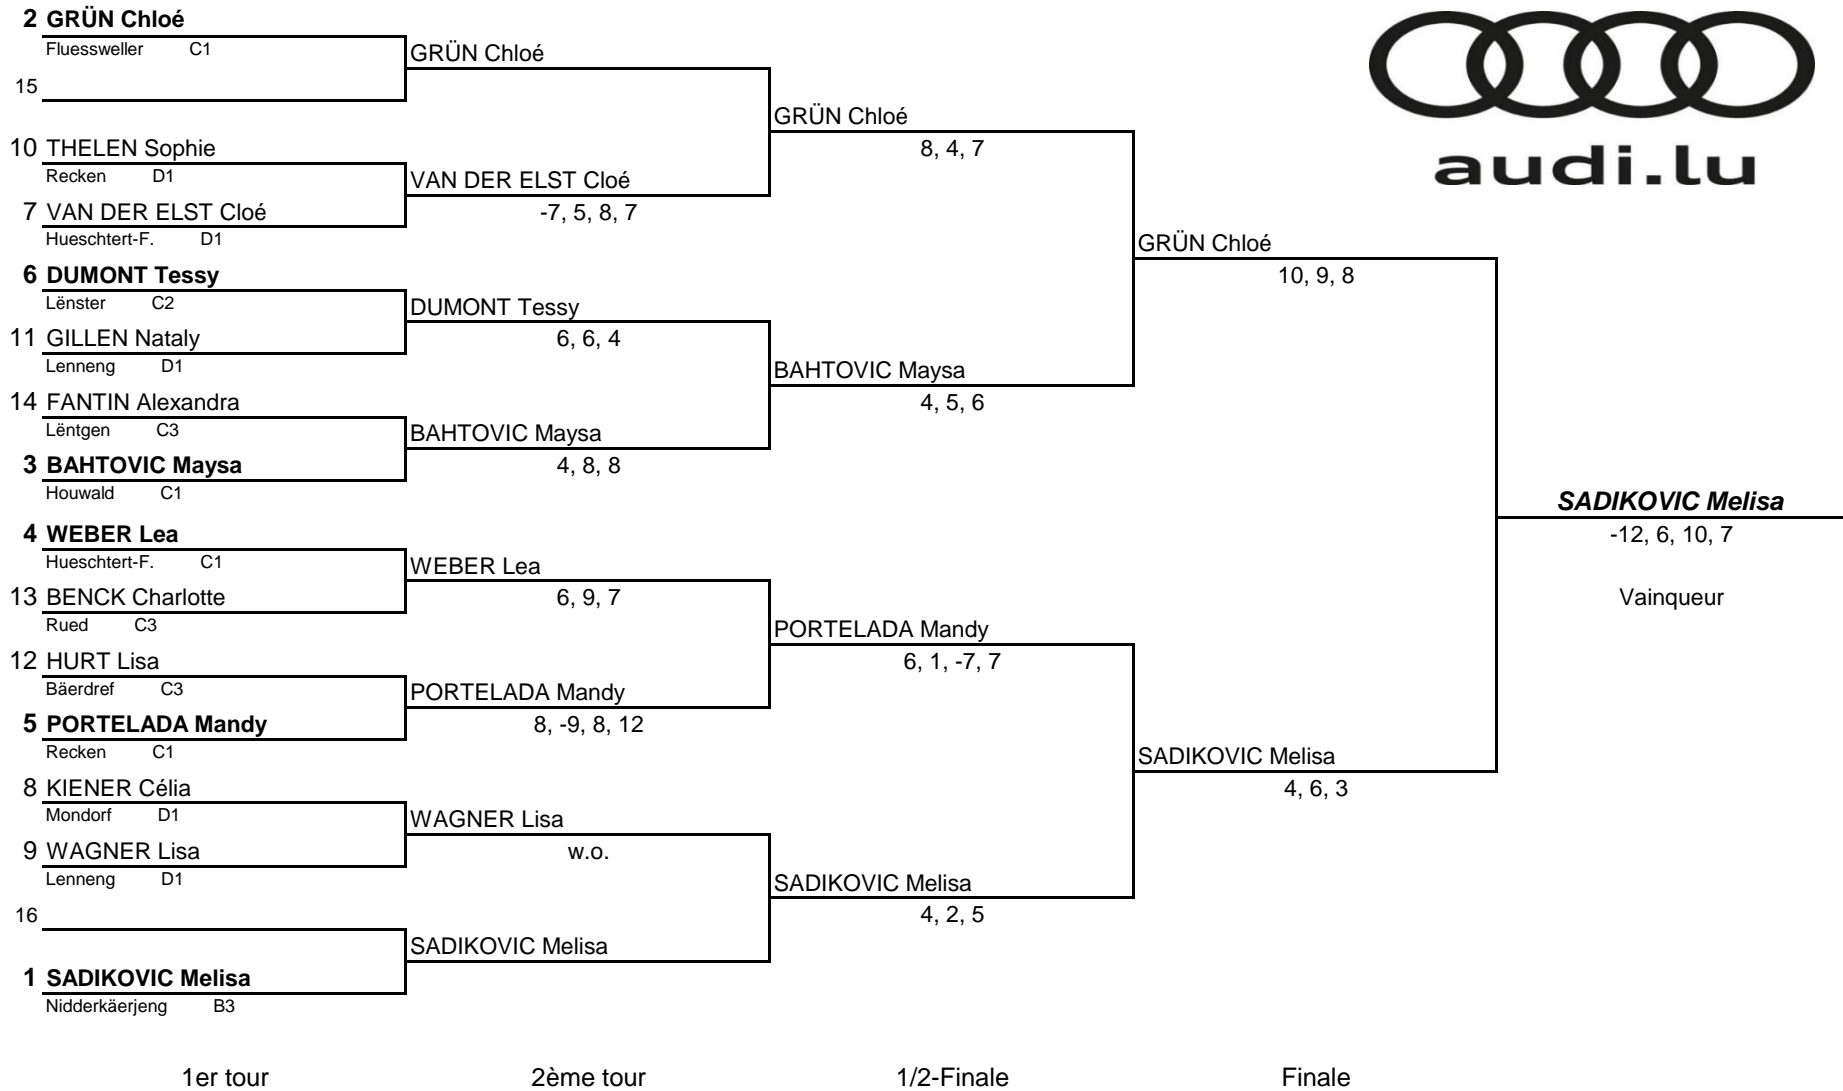 2 GRÜN Chloé
Fluessweller C1
GRÜN Chloé
15
GRÜN Chloé
8, 4, 7
audi.lu
10 THELEN Sophie
Recken D1
VAN DER ELST Cloé
-7, 5, 8, 7
7 VAN DER ELST Cloé
Hueschtert-F. D1
GRÜN Chloé
10, 9, 8
6 DUMONT Tessy
Lënster C2
DUMONT Tessy
6, 6, 4
11 GILLEN Nataly
Lenneng D1
BAHTOVIC Maysa
4, 5, 6
14 FANTIN Alexandra
Lëntgen C3
BAHTOVIC Maysa
4, 8, 8
3 BAHTOVIC Maysa
Houwald C1
SADIKOVIC Melisa
-12, 6, 10, 7
Vainqueur
4 WEBER Lea
Hueschtert-F. C1
WEBER Lea
6, 9, 7
13 BENCK Charlotte
Rued C3
PORTELADA Mandy
6, 1, -7, 7
12 HURT Lisa
Bäerdref C3
PORTELADA Mandy
8, -9, 8, 12
5 PORTELADA Mandy
Recken C1
SADIKOVIC Melisa
4, 6, 3
8 KIENER Célia
Mondorf D1
WAGNER Lisa
w.o.
9 WAGNER Lisa
Lenneng D1
SADIKOVIC Melisa
4, 2, 5
16
SADIKOVIC Melisa
1 SADIKOVIC Melisa
Nidderkäerjeng B3
1er tour 2ème tour 1/2-Finale Finale